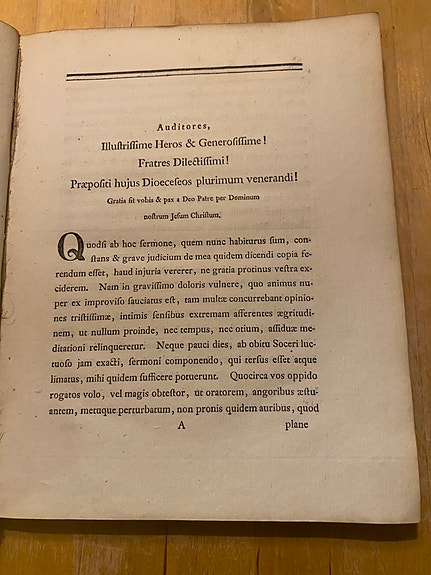 Auditores,
Illuſtriſſime Heros & Generoſiſſime!
Fratres Dilectiſſimi!
Præpoſiti hujus Dioeceſeos plurimum venerandi!
Gratia ſit vobis & pax a Deo Patre per Dominum
noſtrum Jeſum Chriſtum.
Quodſi ab hoc ſermone, quem nunc habiturus ſum, con-
ſtans & grave judicium de mea quidem dicendi copia fe-
rendum eſſet, haud injuria vererer, ne gratia protinus veſtra ex-
ciderem. Nam in graviſſimo doloris vulnere, quo animus nu-
per ex improviſo ſauciatus eſt, tam multæ concurrebant opinio-
nes triſtiſſimæ, intimis ſenſibus extremam afferentes ægritudi-
nem, ut nullum proinde, nec tempus, nec otium, aſſiduæ me-
ditationi relinqueretur. Neque pauci dies, ab obitu Soceri luc-
tuoſo jam exacti, ſermoni componendo, qui terſus eſſet atque
limatus, mihi quidem ſufficere potuerunt. Quocirca vos oppido
rogatos volo, vel magis obteſtor, ut oratorem, angoribus æſtu-
antem, metuque perturbatum, non pronis quidem auribus, quod
A plane